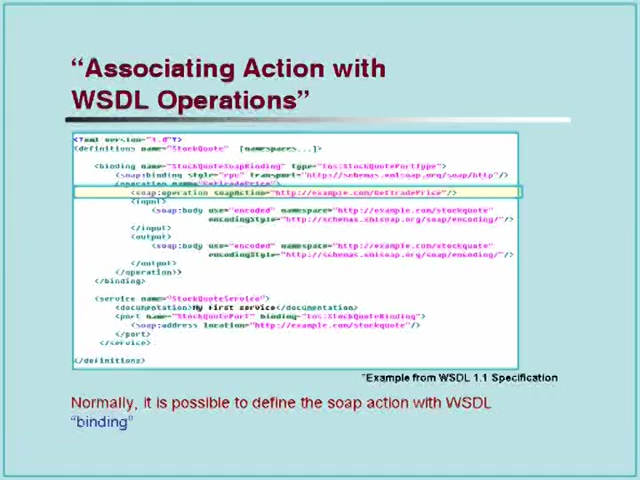 “Associating Action with
WSDL Operations”
<?xml version="1.0"?>
<definitions name="StockQuote" [namespaces...]>
<binding name="StockQuoteSoapBinding" type="tns:StockQuotePortType">
<soap:binding style="rpc" transport="http://schemas.xmlsoap.org/soap/http"/>
<operation name="GetTradePrice">
<soap:operation soapAction="http://example.com/GetTradePrice"/>
<input>
<soap:body use="encoded" namespace="http://example.com/stockquote"
encodingStyle="http://schemas.xmlsoap.org/soap/encoding/"/>
</input>
<output>
<soap:body use="encoded" namespace="http://example.com/stockquote"
encodingStyle="http://schemas.xmlsoap.org/soap/encoding/"/>
</output>
</operation>>
</binding>
<service name="StockQuoteService">
<documentation>My first service</documentation>
<port name="StockQuotePort" binding="tns:StockQuoteBinding">
<soap:address location="http://example.com/stockquote"/>
</port>
</service>
</definitions>
*Example from WSDL 1.1 Specification
Normally, it is possible to define the soap action with WSDL
“binding”